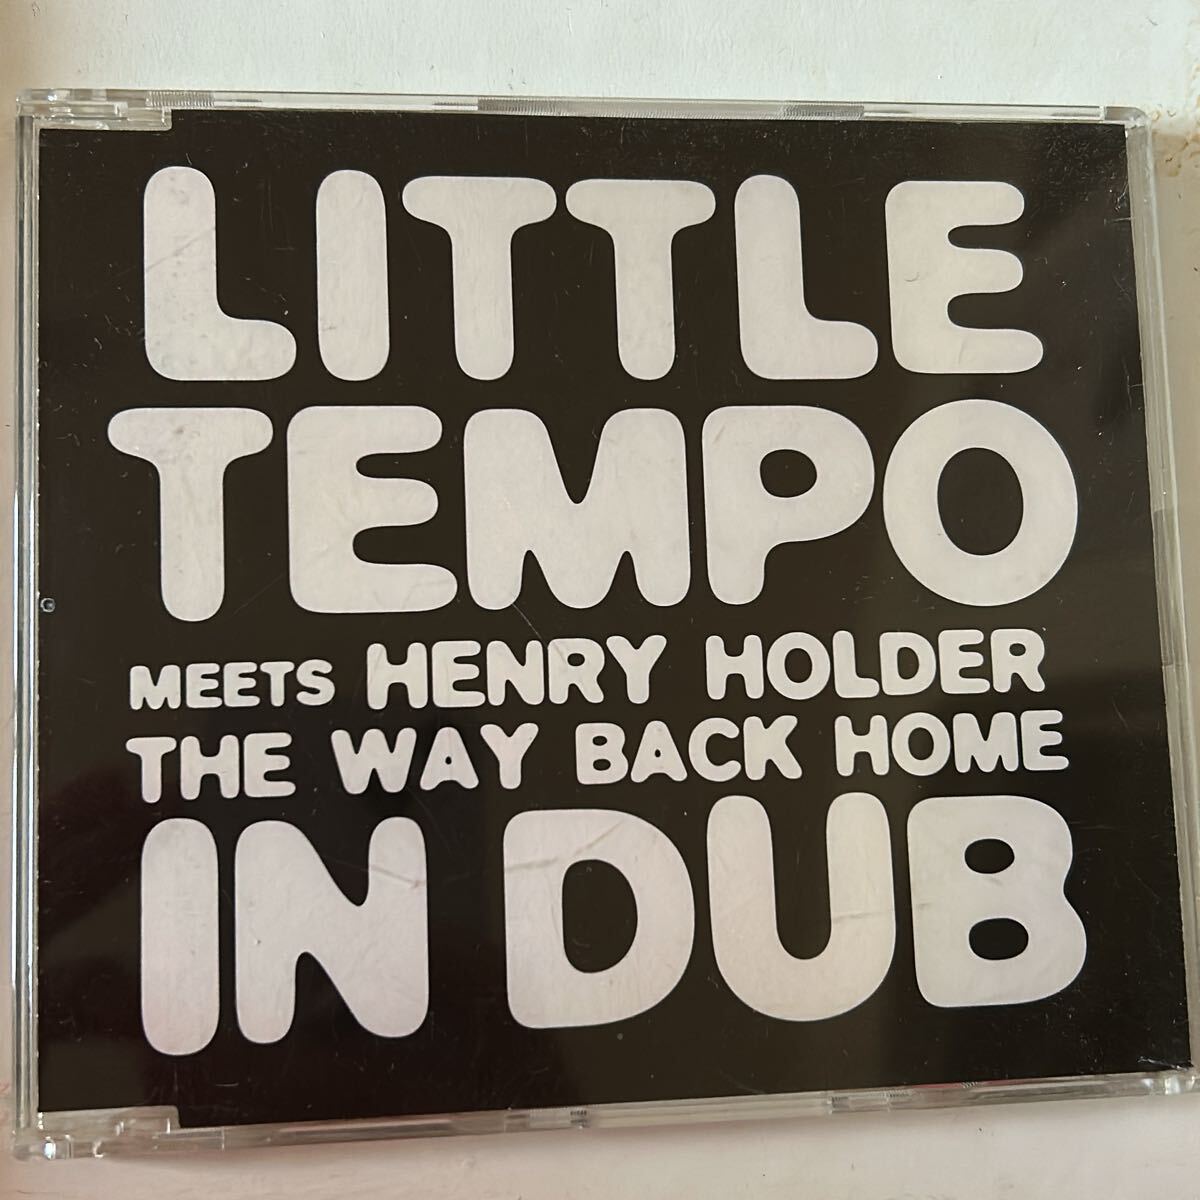 LITTLE
TEMPO
MEETS HENRY HOLDER
THE WAY BACK HOME
IN DUB